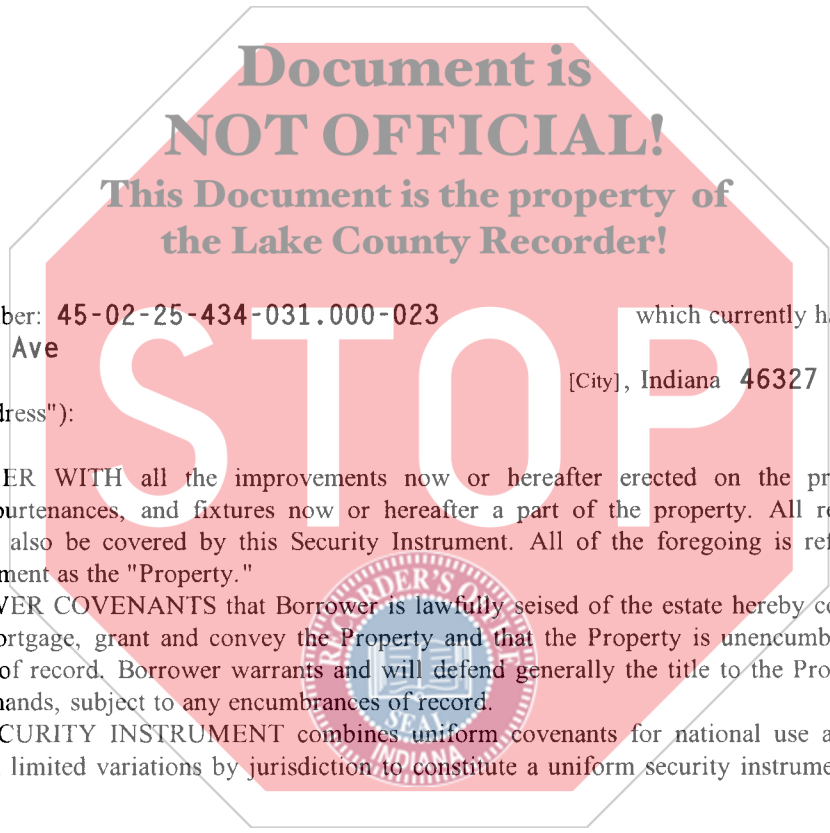 Document is
NOT OFFICIAL!
This Document is the property of
the Lake County Recorder!
ber: 45-02-25-434-031.000-023 which currently ha
Ave
[City], Indiana 46327
dress"):
STOP
ER WITH all the improvements now or hereafter erected on the pr
purtenances, and fixtures now or hereafter a part of the property. All re
also be covered by this Security Instrument. All of the foregoing is ref
ment as the "Property."
VER COVENANTS that Borrower is lawfully seised of the estate hereby co
ortgage, grant and convey the Property and that the Property is unencumb
of record. Borrower warrants and will defend generally the title to the Pro
nands, subject to any encumbrances of record.
CURITY INSTRUMENT combines uniform covenants for national use a
limited variations by jurisdiction to constitute a uniform security instrume
RECORDER'S OFFICE
SEAL
INDIANA